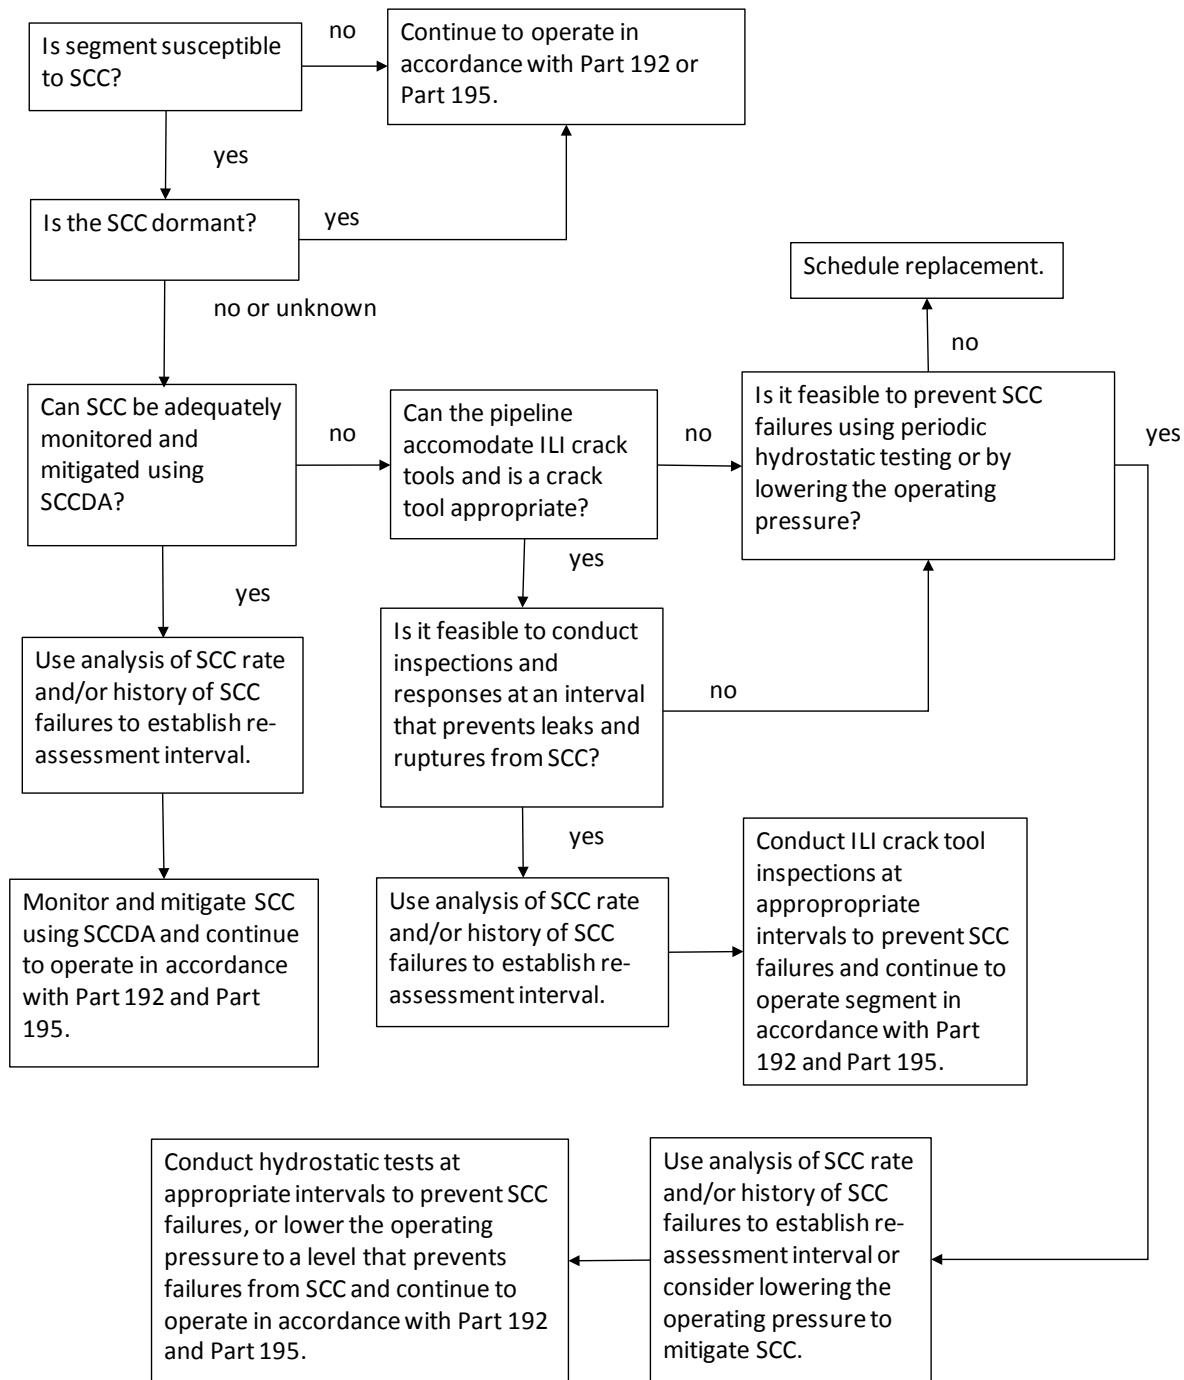 Is segment susceptible
to SCC?
no
Continue to operate in
accordance with Part 192 or
Part 195.
yes
Is the SCC dormant?
yes
no or unknown
Schedule replacement.
no
Can SCC be adequately
monitored and
mitigated using
SCCDA?
no
Can the pipeline
accomodate ILI crack
tools and is a crack
tool appropriate?
no
Is it feasible to prevent SCC
failures using periodic
hydrostatic testing or by
lowering the operating
pressure?
yes
yes
yes
Use analysis of SCC rate
and/or history of SCC
failures to establish re-
assessment interval.
Is it feasible to conduct
inspections and
responses at an interval
that prevents leaks and
ruptures from SCC?
no
yes
Monitor and mitigate SCC
using SCCDA and continue
to operate in accordance
with Part 192 and Part
195.
Use analysis of SCC rate
and/or history of SCC
failures to establish re-
assessment interval.
Conduct ILI crack tool
inspections at
appropropriate
intervals to prevent SCC
failures and continue to
operate segment in
accordance with Part
192 and Part 195.
Conduct hydrostatic tests at
appropriate intervals to prevent SCC
failures, or lower the operating
pressure to a level that prevents
failures from SCC and continue to
operate in accordance with Part 192
and Part 195.
Use analysis of SCC rate
and/or history of SCC
failures to establish re-
assessment interval or
consider lowering the
operating pressure to
mitigate SCC.